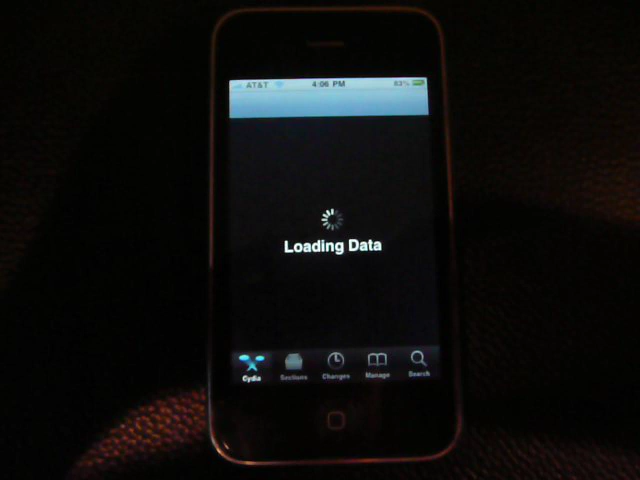 AT&T 4:06 PM 83%
Loading Data
Cydia Sections Changes Manage Search